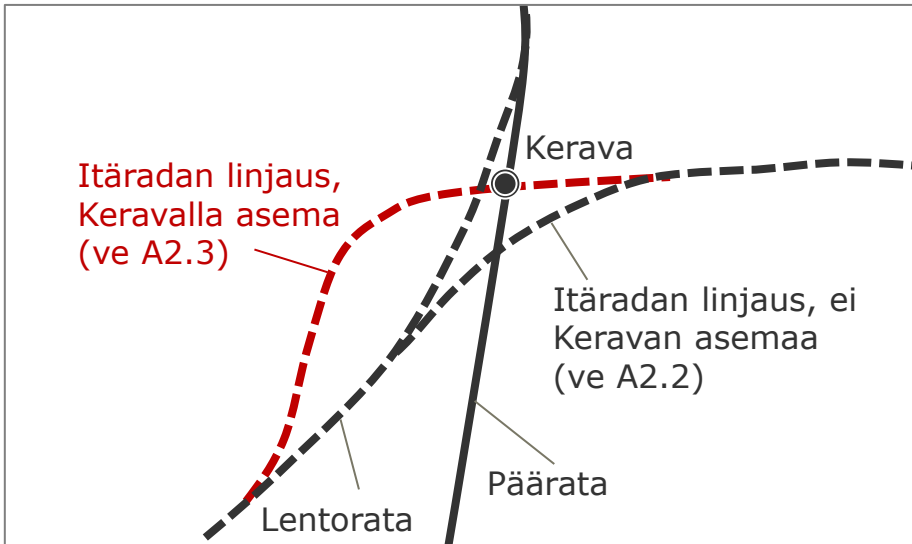 Kerava
Itäradan linjaus,
Keravalla asema
(ve A2.3)
Itäradan linjaus, ei
Keravan asemaa
(ve A2.2)
Päärata
Lentorata